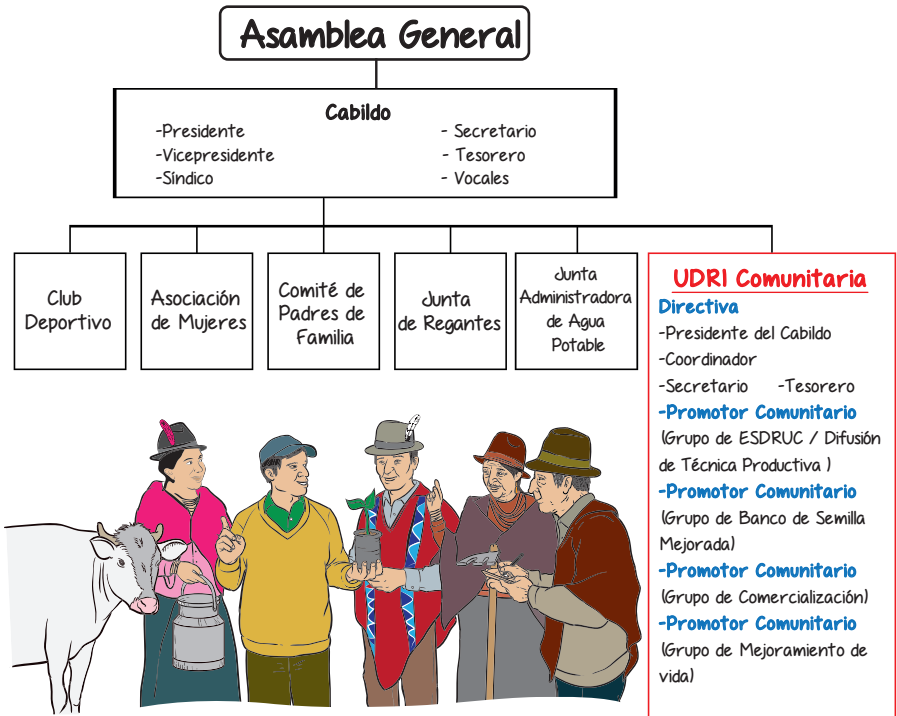 Asamblea General
Cabildo
-Presidente
-Vicepresidente
-Síndico
- Secretario
- Tesorero
- Vocales
Club
Deportivo
Asociación
de Mujeres
Comité de
Padres de
Familia
Junta
de Regantes
Junta
Administradora
de Agua
Potable
UDRI Comunitaria
Directiva
-Presidente del Cabildo
-Coordinador
-Secretario -Tesorero
-Promotor Comunitario
(Grupo de ESDRUC / Difusión
de Técnica Productiva )
-Promotor Comunitario
(Grupo de Banco de Semilla
Mejorada)
-Promotor Comunitario
(Grupo de Comercialización)
-Promotor Comunitario
(Grupo de Mejoramiento de
vida)